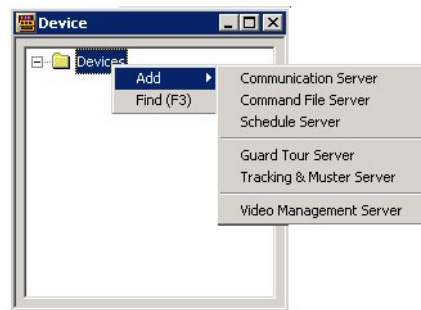 Device
Devices
Add
Find (F3)
Communication Server
Command File Server
Schedule Server
Guard Tour Server
Tracking & Muster Server
Video Management Server